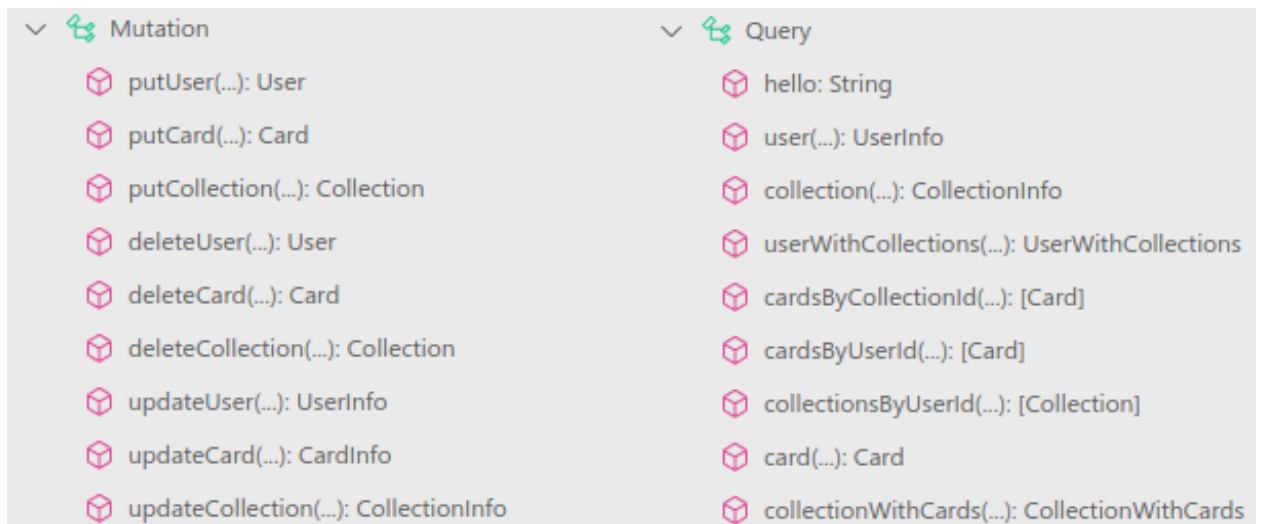 Mutation
putUser(...): User
putCard(...): Card
putCollection(...): Collection
deleteUser(...): User
deleteCard(...): Card
deleteCollection(...): Collection
updateUser(...): UserInfo
updateCard(...): CardInfo
updateCollection(...): CollectionInfo
Query
hello: String
user(...): UserInfo
collection(...): CollectionInfo
userWithCollections(...): UserWithCollections
cardsByCollectionId(...): [Card]
cardsByUserId(...): [Card]
collectionsByUserId(...): [Collection]
card(...): Card
collectionWithCards(...): CollectionWithCards